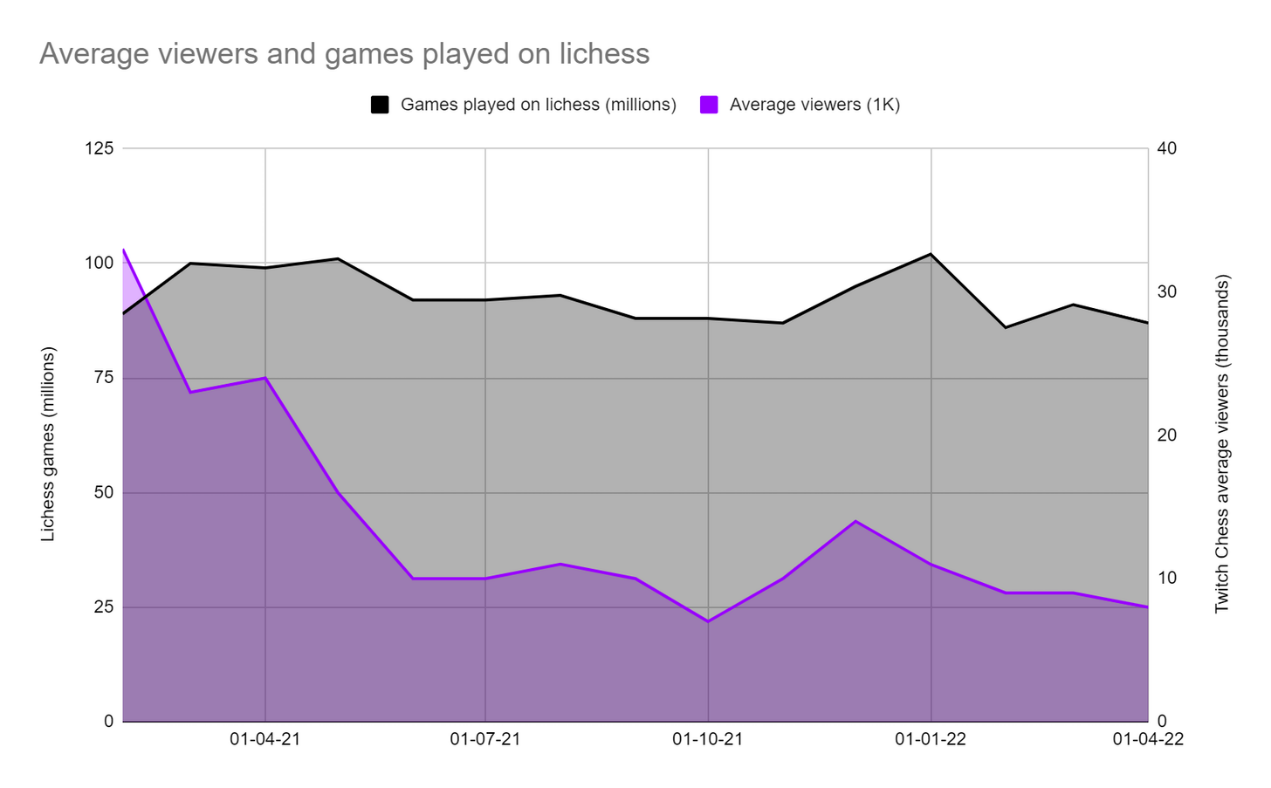 Average viewers and games played on lichess
Games played on lichess (millions) Average viewers (1K)
125
100
75
50
25
0
Lichess games (millions)
40
30
20
10
0
Twitch Chess average viewers (thousands)
01-04-21 01-07-21 01-10-21 01-01-22 01-04-22